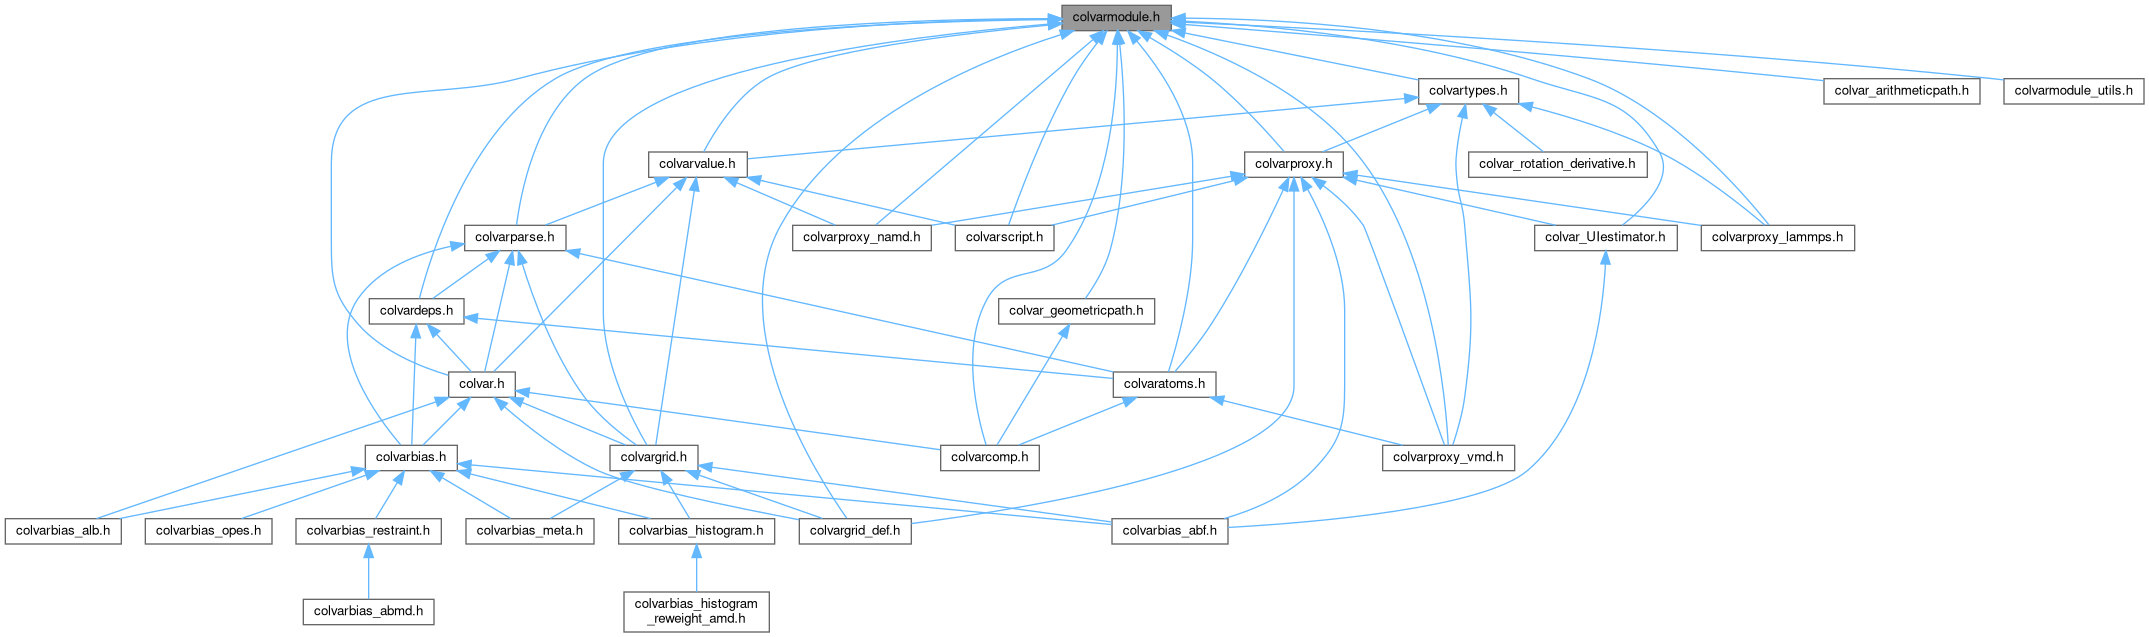 colvarmodule.h
colvartypes.h
colvar_arithmeticpath.h
colvarmodule_utils.h
colvarvalue.h
colvarproxy.h
colvar_rotation_derivative.h
colvarparse.h
colvarproxy_namd.h
colvarscript.h
colvar_UIestimator.h
colvarproxy_lammps.h
colvardeps.h
colvar_geometricpath.h
colvar.h
colvaratoms.h
colvarbias.h
colvargrid.h
colvarcomp.h
colvarproxy_vmd.h
colvarbias_alb.h
colvarbias_opes.h
colvarbias_restraint.h
colvarbias_meta.h
colvarbias_histogram.h
colvargrid_def.h
colvarbias_abf.h
colvarbias_abmd.h
colvarbias_histogram
_reweight_amd.h